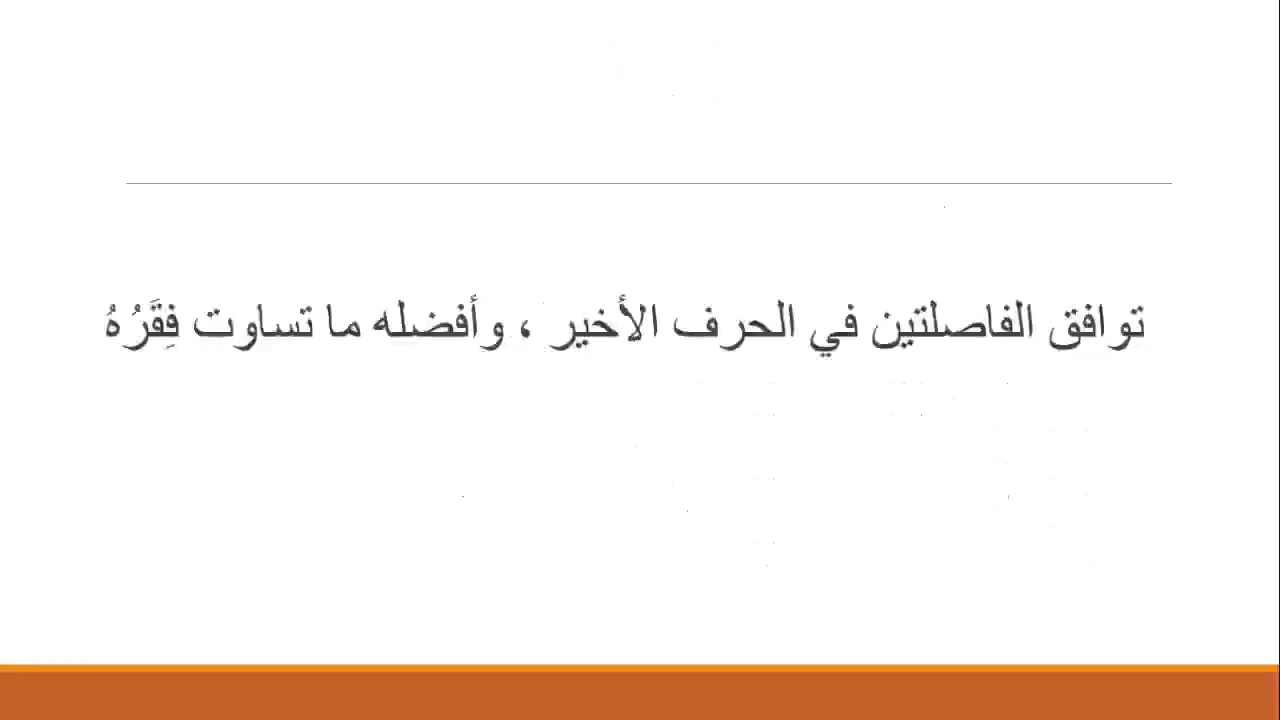 توافق الفاصلتين في الحرف الأخير ، وأفضله ما تساوت فِقَرُهُ